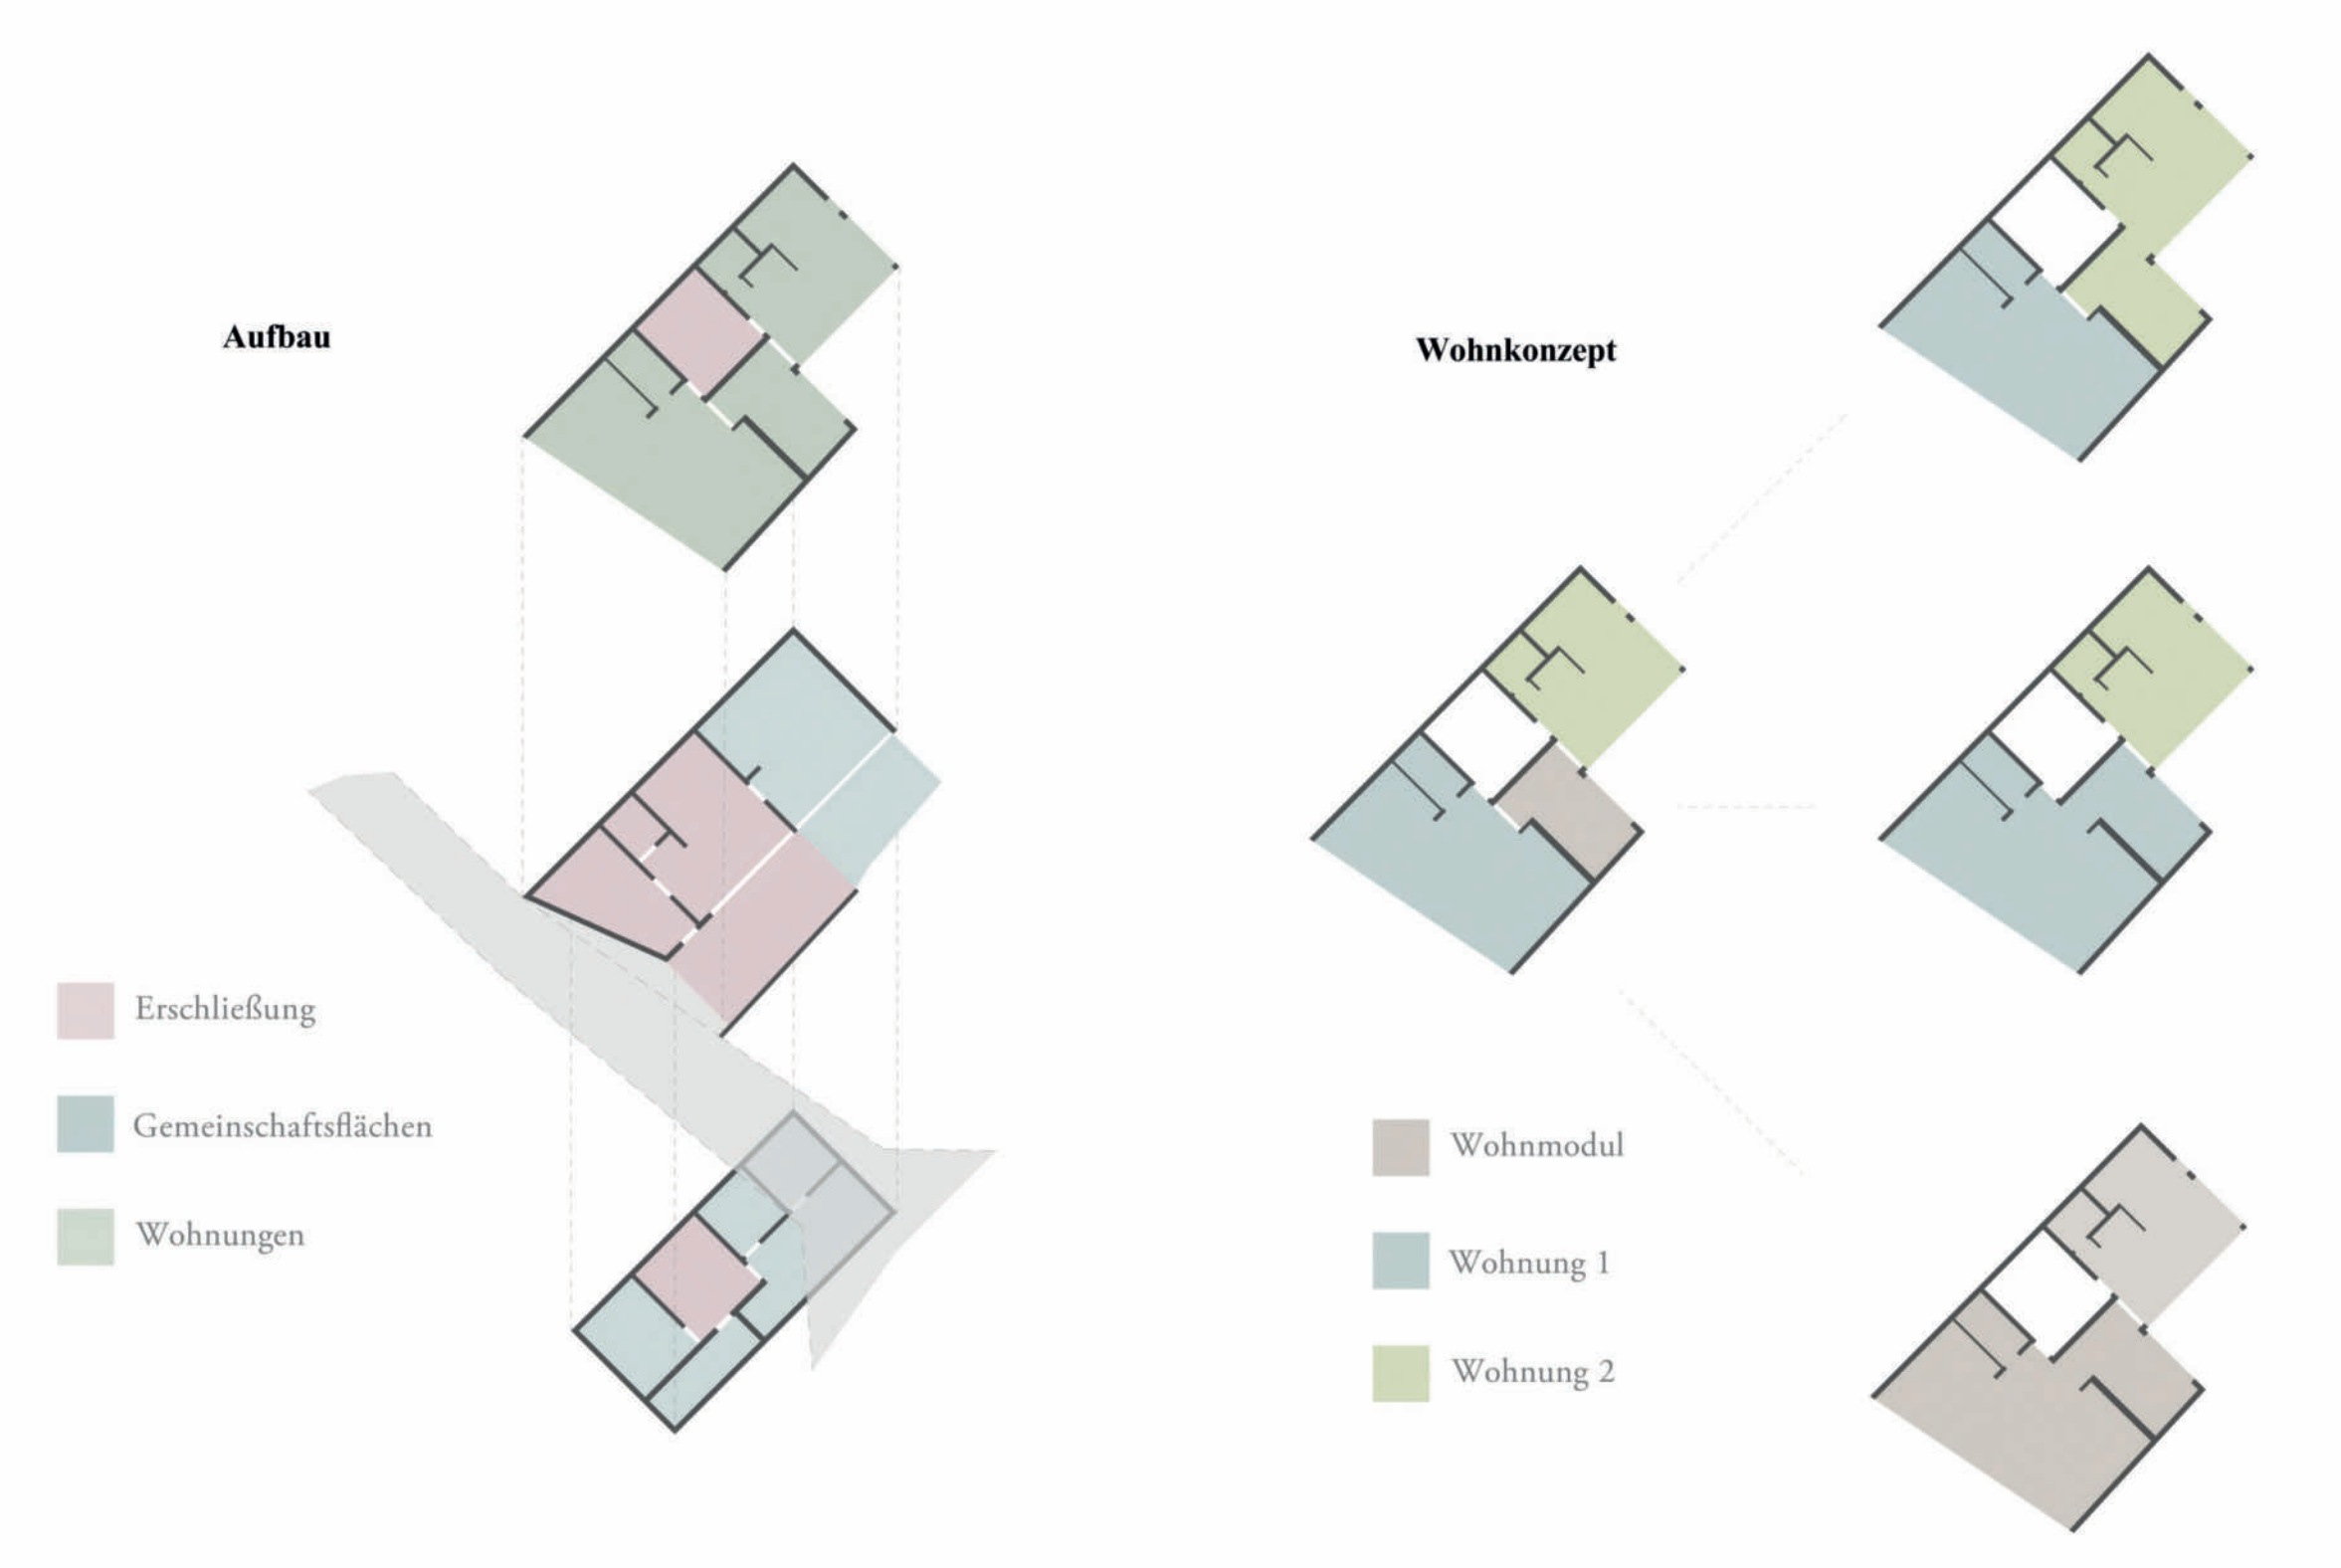 Aufbau
Erschließung
Gemeinschaftsflächen
Wohnungen
Wohnkonzept
Wohnmodul
Wohnung 1
Wohnung 2